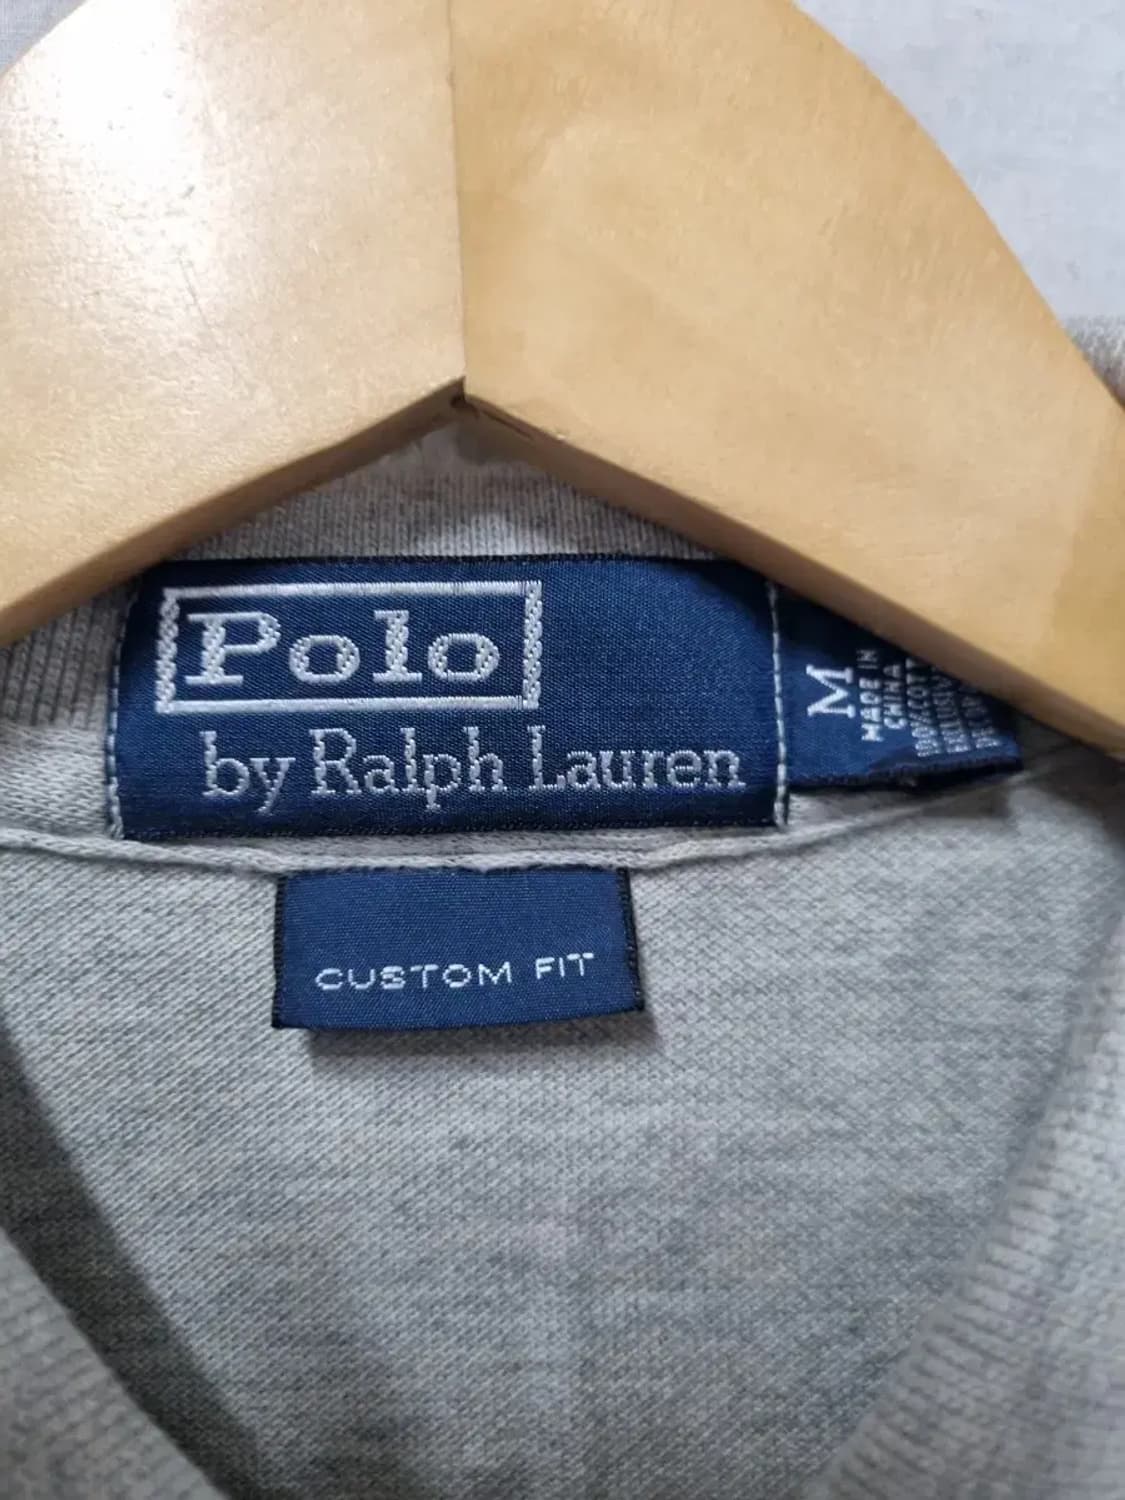 Polo
by Ralph Lauren
M
MADE IN
CHINA
CUSTOM FIT